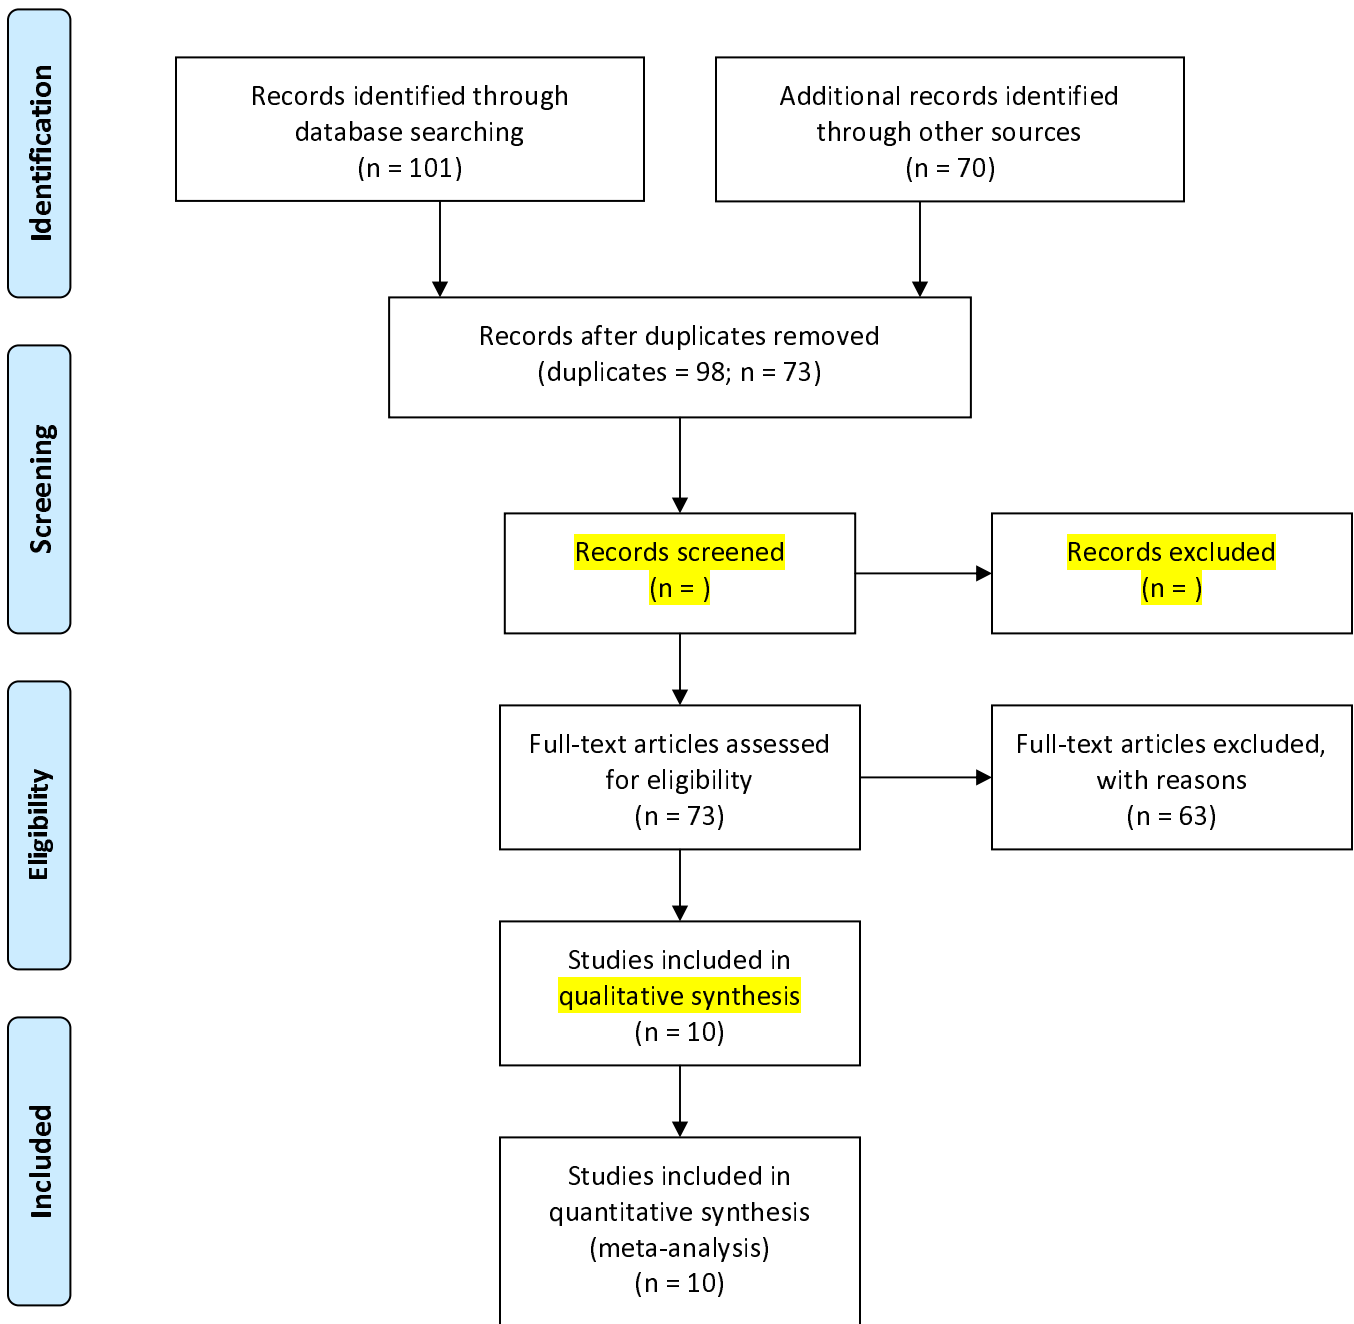 Identification
Records identified through
database searching
(n = 101)
Additional records identified
through other sources
(n = 70)
Records after duplicates removed
(duplicates = 98; n = 73)
Screening
Records screened
(n = )
Records excluded
(n = )
Eligibility
Full-text articles assessed
for eligibility
(n = 73)
Full-text articles excluded,
with reasons
(n = 63)
Studies included in
qualitative synthesis
(n = 10)
Included
Studies included in
quantitative synthesis
(meta-analysis)
(n = 10)